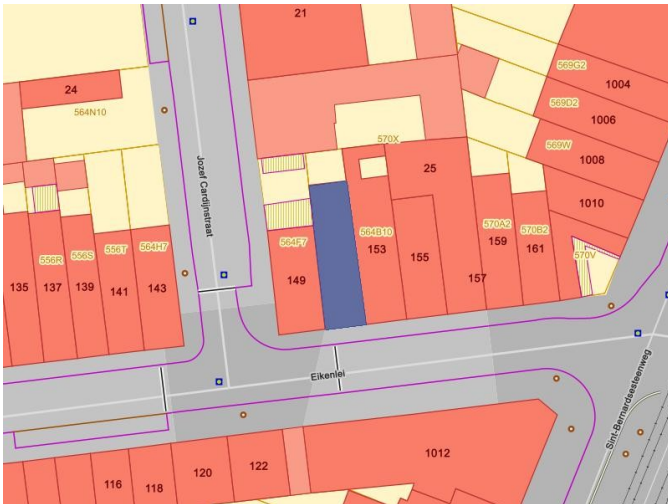 21
24
564N10
569G2
1004
569D2
1006
570X
569W
1008
Jozef Cardijnstraat
25
1010
564F7
564B10
570A2
570B2
556R
556S
556T
564H7
153
159
161
570V
135
137
139
141
143
149
155
157
Eikenlei
Sint-Bernardsesteenweg
116
118
120
122
1012